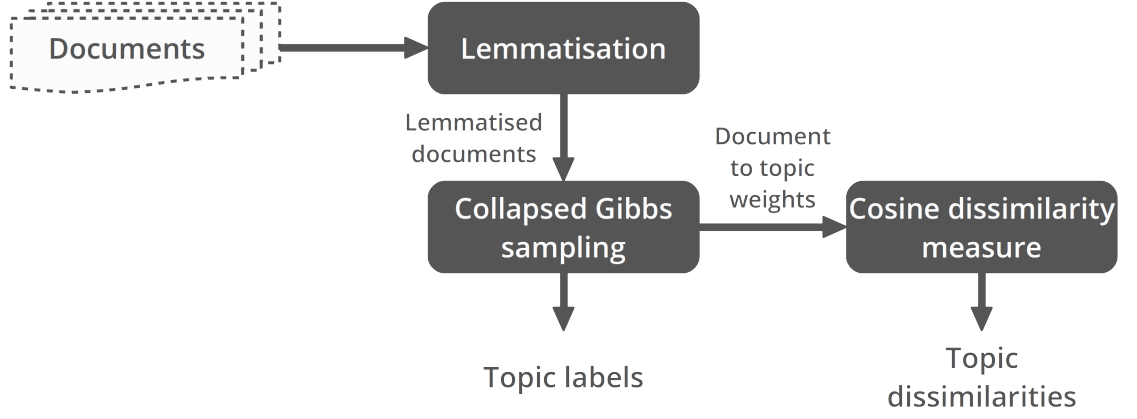 Documents
Lemmatisation
Lemmatised
documents
Document
to topic
weights
Collapsed Gibbs
sampling
Cosine dissimilarity
measure
Topic labels
Topic
dissimilarities